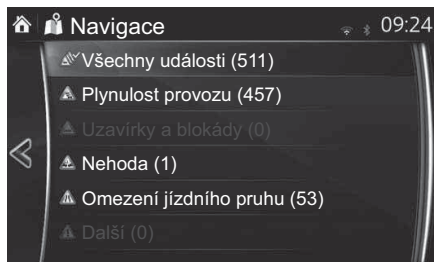 Navigace
09:24
Všechny události (511)
Plynulost provozu (457)
Uzavírky a blokády (0)
Nehoda (1)
Omezení jízdního pruhu (53)
Další (0)